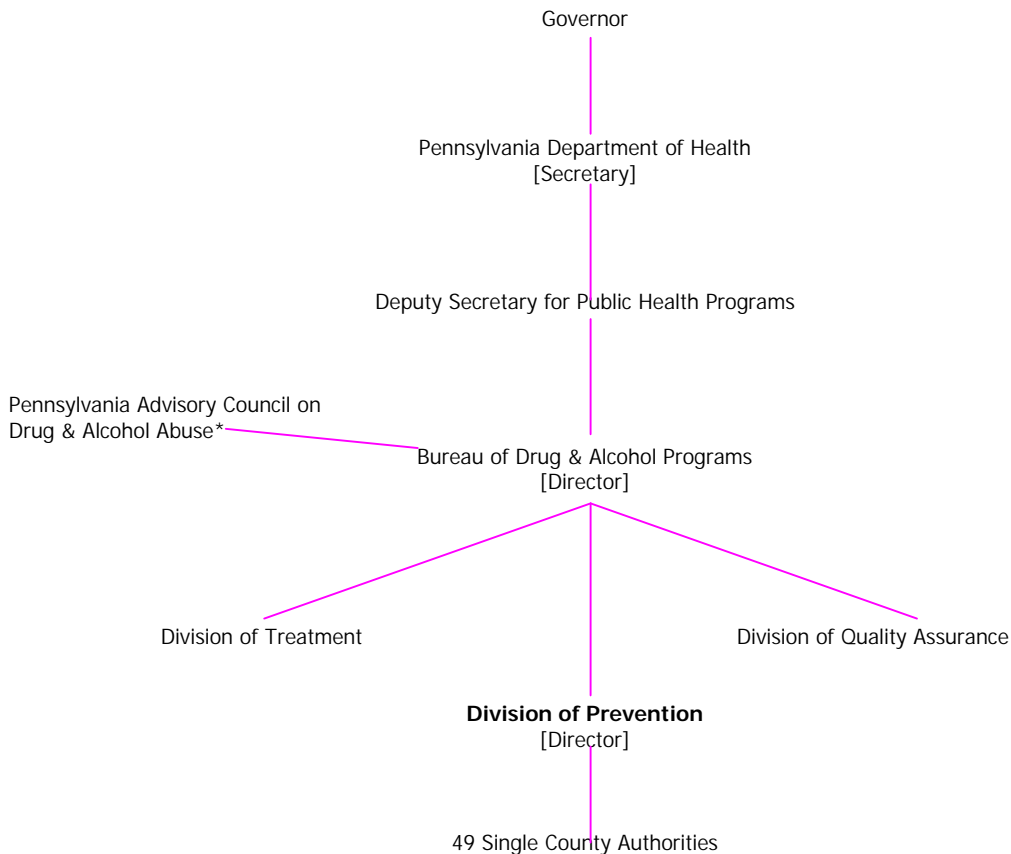 Governor
Pennsylvania Department of Health
[Secretary]
Deputy Secretary for Public Health Programs
Pennsylvania Advisory Council on
Drug & Alcohol Abuse*
Bureau of Drug & Alcohol Programs
[Director]
Division of Treatment
Division of Quality Assurance
Division of Prevention
[Director]
49 Single County Authorities